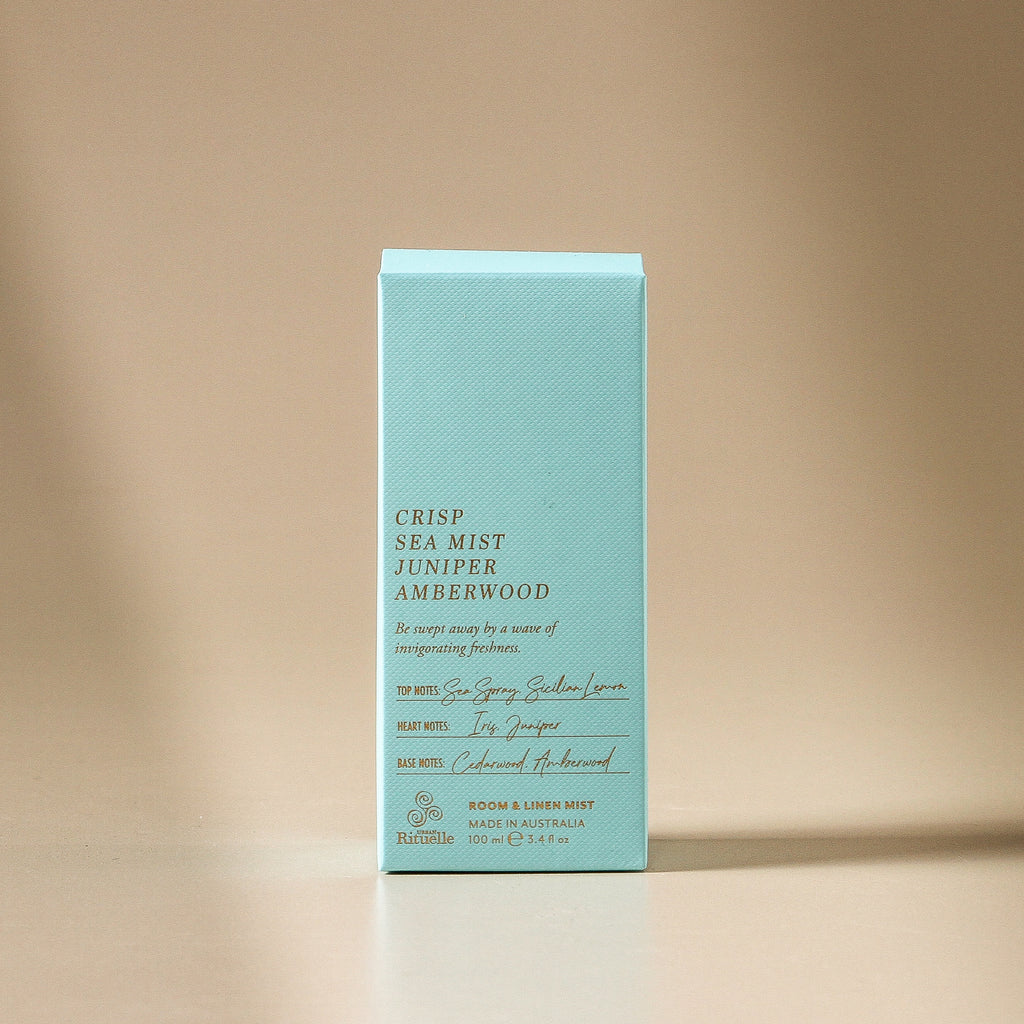 CRISP
SEA MIST
JUNIPER
AMBERWOOD
Be swept away by a wave of
invigorating freshness.
TOP NOTES: Sea Spray, Sicilian Lemon
HEART NOTES: Iris, Juniper
BASE NOTES: Cedarwood, Amberwood
URBAN
Rituelle
ROOM & LINEN MIST
MADE IN AUSTRALIA
100 ml ℮ 3.4 fl oz